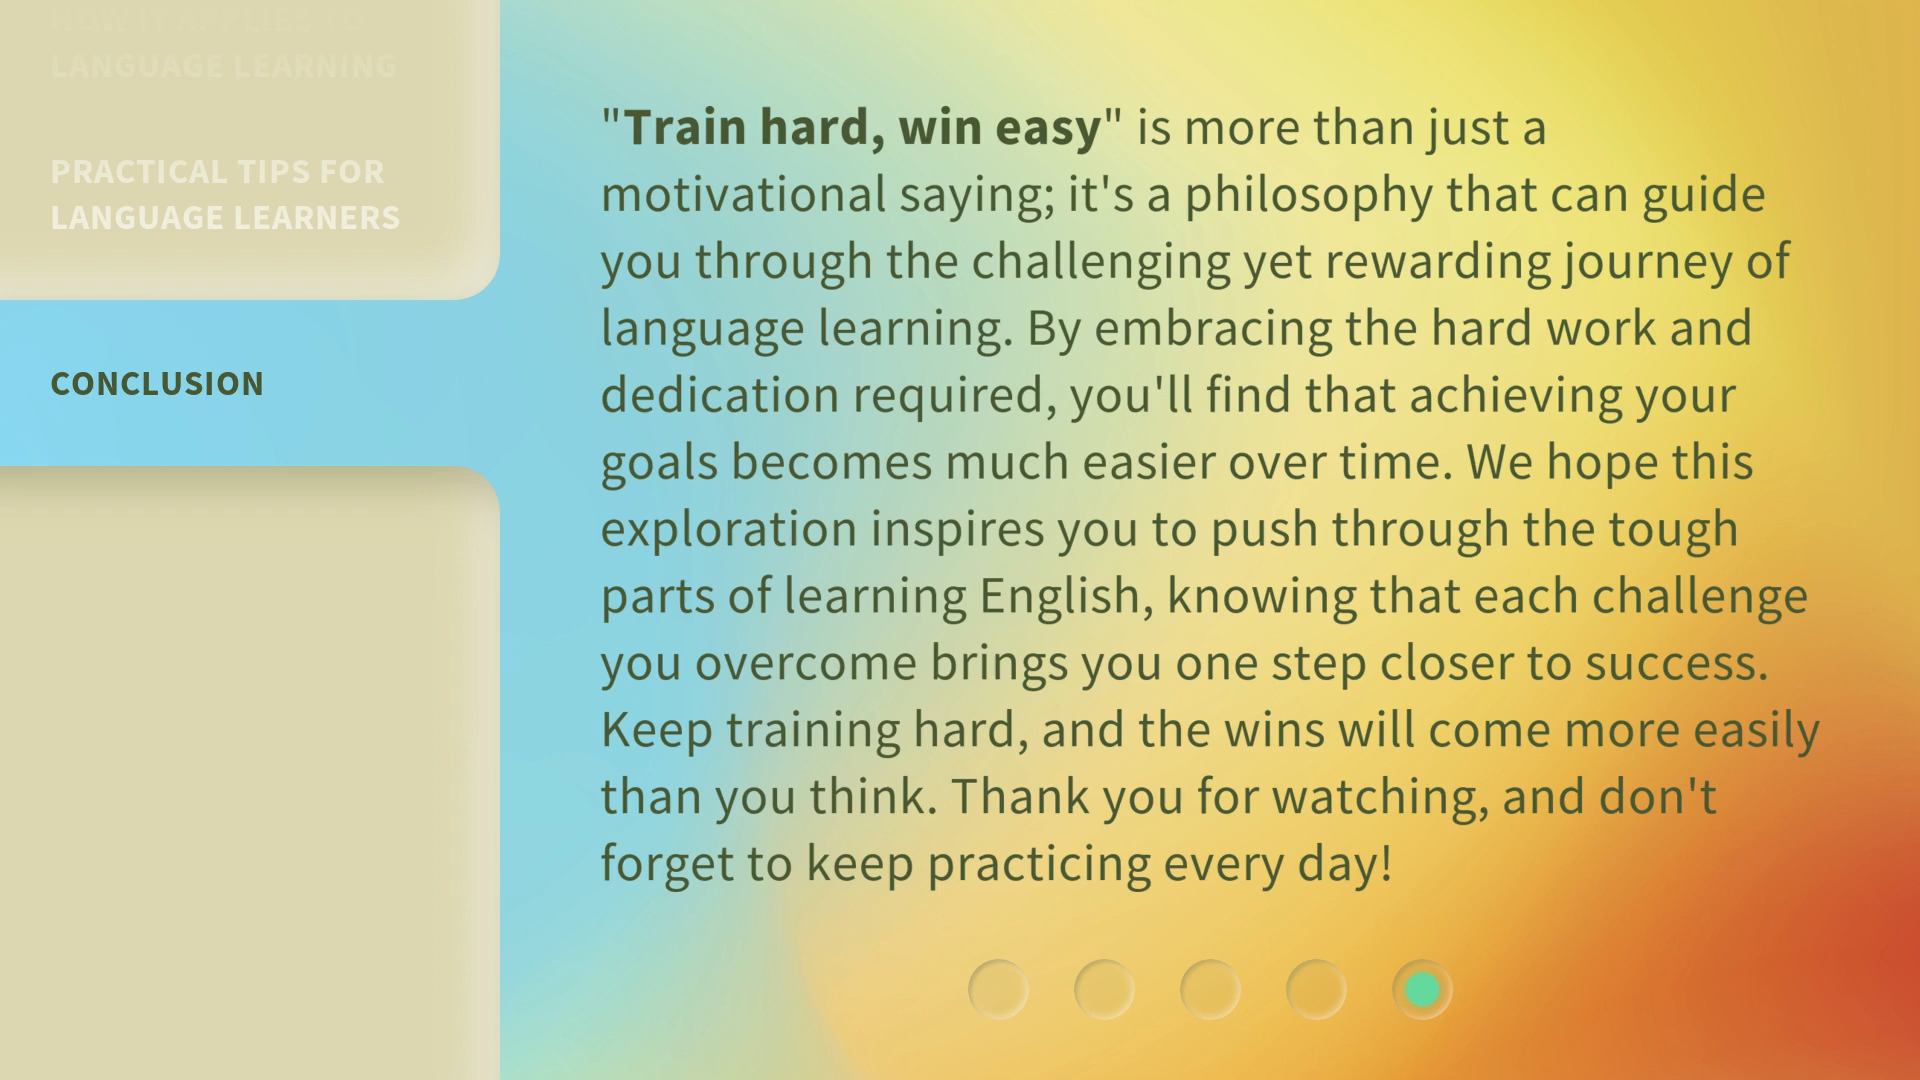 HOW IT APPLIES TO
LANGUAGE LEARNING
PRACTICAL TIPS FOR
LANGUAGE LEARNERS
CONCLUSION
"Train hard, win easy" is more than just a
motivational saying; it's a philosophy that can guide
you through the challenging yet rewarding journey of
language learning. By embracing the hard work and
dedication required, you'll find that achieving your
goals becomes much easier over time. We hope this
exploration inspires you to push through the tough
parts of learning English, knowing that each challenge
you overcome brings you one step closer to success.
Keep training hard, and the wins will come more easily
than you think. Thank you for watching, and don't
forget to keep practicing every day!